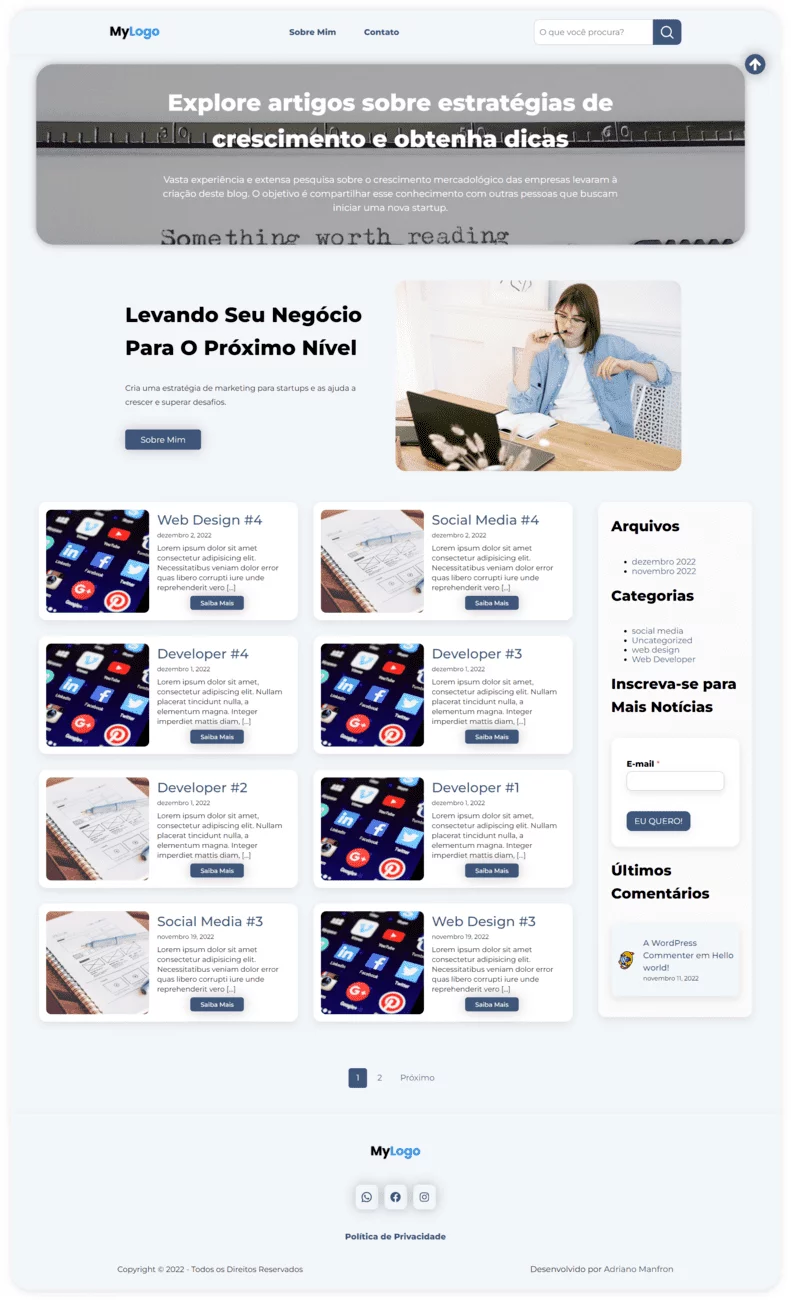 MyLogo
Sobre Mim
Contato
O que você procura?
Explore artigos sobre estratégias de
crescimento e obtenha dicas
Vasta experiência e extensa pesquisa sobre o crescimento mercadológico das empresas levaram à
criação deste blog. O objetivo é compartilhar esse conhecimento com outras pessoas que buscam
iniciar uma nova startup.
Something worth reading
Levando Seu Negócio
Para O Próximo Nível
Cria uma estratégia de marketing para startups e as ajuda a
crescer e superar desafios.
Sobre Mim
Web Design #4
dezembro 2, 2022
Lorem ipsum dolor sit amet
consectetur adipisicing elit.
Necessitatibus veniam dolor error
quas libero corrupti iure unde
reprehenderit vero [...]
Saiba Mais
Social Media #4
dezembro 2, 2022
Lorem ipsum dolor sit amet
consectetur adipisicing elit.
Necessitatibus veniam dolor error
quas libero corrupti iure unde
reprehenderit vero [...]
Saiba Mais
Developer #4
dezembro 1, 2022
Lorem ipsum dolor sit amet,
consectetur adipiscing elit. Nullam
placerat tincidunt nulla, a
elementum magna. Integer
imperdiet mattis diam, [...]
Saiba Mais
Developer #3
dezembro 1, 2022
Lorem ipsum dolor sit amet,
consectetur adipiscing elit. Nullam
placerat tincidunt nulla, a
elementum magna. Integer
imperdiet mattis diam, [...]
Saiba Mais
Developer #2
dezembro 1, 2022
Lorem ipsum dolor sit amet,
consectetur adipiscing elit. Nullam
placerat tincidunt nulla, a
elementum magna. Integer
imperdiet mattis diam, [...]
Saiba Mais
Developer #1
dezembro 1, 2022
Lorem ipsum dolor sit amet,
consectetur adipiscing elit. Nullam
placerat tincidunt nulla, a
elementum magna. Integer
imperdiet mattis diam, [...]
Saiba Mais
Social Media #3
novembro 19, 2022
Lorem ipsum dolor sit amet
consectetur adipisicing elit.
Necessitatibus veniam dolor error
quas libero corrupti iure unde
reprehenderit vero [...]
Saiba Mais
Web Design #3
novembro 19, 2022
Lorem ipsum dolor sit amet
consectetur adipisicing elit.
Necessitatibus veniam dolor error
quas libero corrupti iure unde
reprehenderit vero [...]
Saiba Mais
Arquivos
dezembro 2022
novembro 2022
Categorias
social media
Uncategorized
web design
Web Developer
Inscreva-se para
Mais Notícias
E-mail *
EU QUERO!
Últimos
Comentários
A WordPress
Commenter em Hello
world!
novembro 11, 2022
1 2 Próximo
MyLogo
Política de Privacidade
Copyright © 2022 - Todos os Direitos Reservados
Desenvolvido por Adriano Manfron